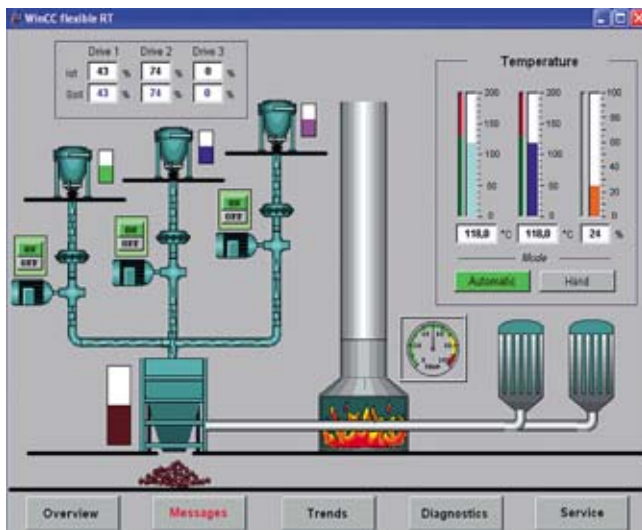 WinCC flexible RT
Drive 1 Drive 2 Drive 3
Ist 43 % 74 % 0 %
Soll 43 % 74 % 0 %
Temperature
200 200 100
150 150 80
100 100 60
50 50 40
0 0 20
0
118,0 °C 118,0 °C 24 %
Mode
Automatic Hand
ON
OFF
ON
OFF
ON
OFF
Overview Messages Trends Diagnostics Service